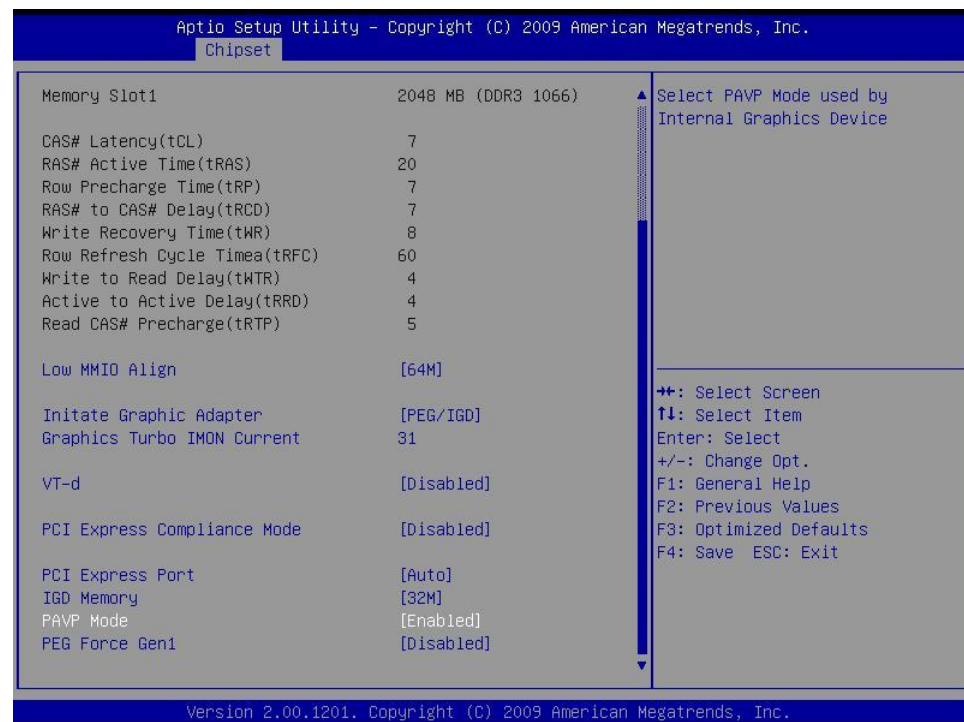 Aptio Setup Utility – Copyright (C) 2009 American Megatrends, Inc.
Chipset
Memory Slot1 2048 MB (DDR3 1066)
CAS# Latency(tCL) 7
RAS# Active Time(tRAS) 20
Row Precharge Time(tRP) 7
RAS# to CAS# Delay(tRCD) 7
Write Recovery Time(tWR) 8
Row Refresh Cycle Timea(tRFC) 60
Write to Read Delay(tWTR) 4
Active to Active Delay(tRRD) 4
Read CAS# Precharge(tRTP) 5
Low MMIO Align [64M]
Initate Graphic Adapter [PEG/IGD]
Graphics Turbo IMON Current 31
VT-d [Disabled]
PCI Express Compliance Mode [Disabled]
PCI Express Port [Auto]
IGD Memory [32M]
PAVP Mode [Enabled]
PEG Force Gen1 [Disabled]
Select PAVP Mode used by
Internal Graphics Device
→←: Select Screen
↑↓: Select Item
Enter: Select
+/-: Change Opt.
F1: General Help
F2: Previous Values
F3: Optimized Defaults
F4: Save ESC: Exit
Version 2.00.1201. Copyright (C) 2009 American Megatrends, Inc.